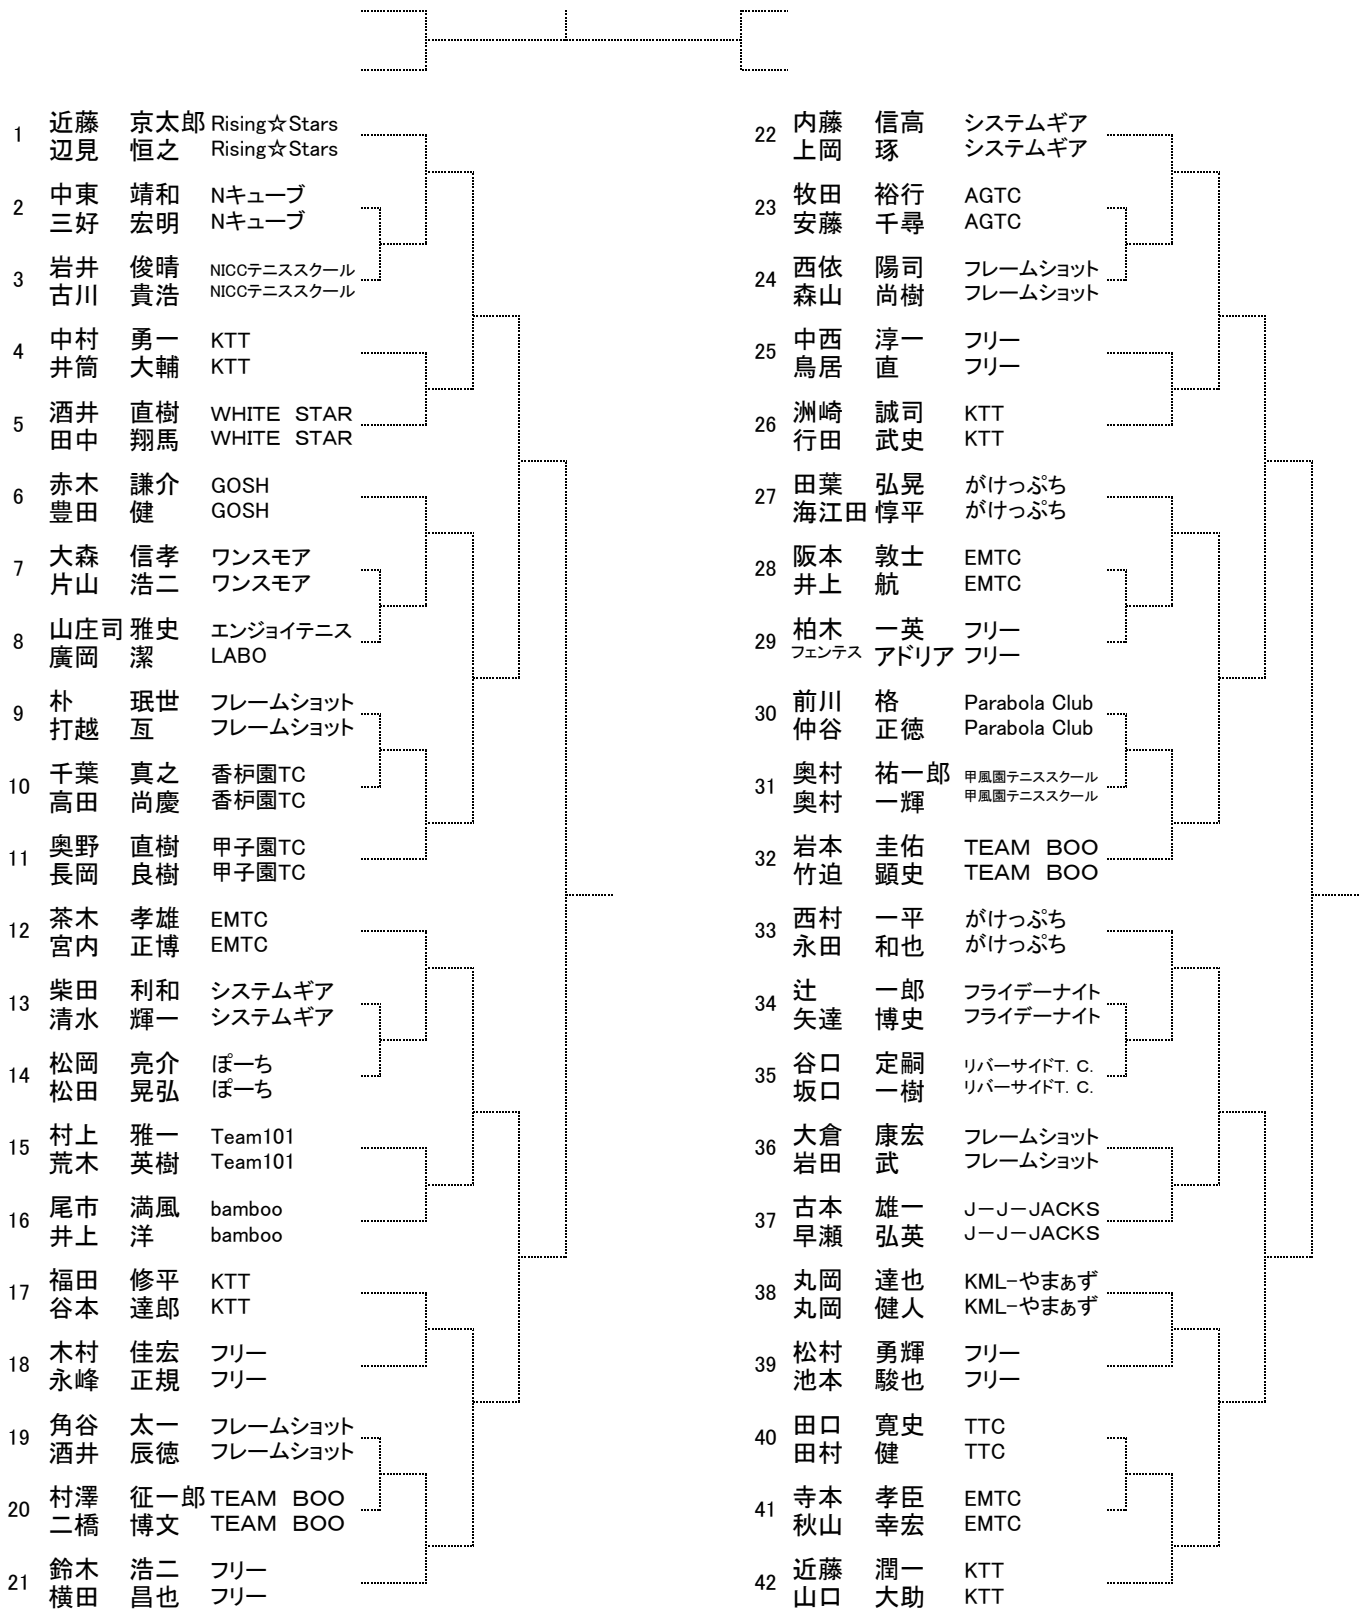 1 近藤 京太郎 Rising☆Stars
辺見 恒之 Rising☆Stars
2 中東 靖和 Nキューブ
三好 宏明 Nキューブ
3 岩井 俊晴 NICCテニススクール
古川 貴浩 NICCテニススクール
4 中村 勇一 KTT
井筒 大輔 KTT
5 酒井 直樹 WHITE STAR
田中 翔馬 WHITE STAR
6 赤木 謙介 GOSH
豊田 健 GOSH
7 大森 信孝 ワンスモア
片山 浩二 ワンスモア
8 山庄司 雅史 エンジョイテニス
廣岡 潔 LABO
9 朴 珉世 フレームショット
打越 亙 フレームショット
10 千葉 真之 香枦園TC
高田 尚慶 香枦園TC
11 奥野 直樹 甲子園TC
長岡 良樹 甲子園TC
12 茶木 孝雄 EMTC
宮内 正博 EMTC
13 柴田 利和 システムギア
清水 輝一 システムギア
14 松岡 亮介 ぽーち
松田 晃弘 ぽーち
15 村上 雅一 Team101
荒木 英樹 Team101
16 尾市 満風 bamboo
井上 洋 bamboo
17 福田 修平 KTT
谷本 達郎 KTT
18 木村 佳宏 フリー
永峰 正規 フリー
19 角谷 太一 フレームショット
酒井 辰徳 フレームショット
20 村澤 征一郎 TEAM BOO
二橋 博文 TEAM BOO
21 鈴木 浩二 フリー
横田 昌也 フリー
22 内藤 信高 システムギア
上岡 琢 システムギア
23 牧田 裕行 AGTC
安藤 千尋 AGTC
24 西依 陽司 フレームショット
森山 尚樹 フレームショット
25 中西 淳一 フリー
鳥居 直 フリー
26 洲崎 誠司 KTT
行田 武史 KTT
27 田葉 弘晃 がけっぷち
海江田 惇平 がけっぷち
28 阪本 敦士 EMTC
井上 航 EMTC
29 柏木 一英 フリー
フェンテス アドリア フリー
30 前川 格 Parabola Club
仲谷 正徳 Parabola Club
31 奥村 祐一郎 甲風園テニススクール
奥村 一輝 甲風園テニススクール
32 岩本 圭佑 TEAM BOO
竹迫 顕史 TEAM BOO
33 西村 一平 がけっぷち
永田 和也 がけっぷち
34 辻 一郎 フライデーナイト
矢達 博史 フライデーナイト
35 谷口 定嗣 リバーサイドT. C.
坂口 一樹 リバーサイドT. C.
36 大倉 康宏 フレームショット
岩田 武 フレームショット
37 古本 雄一 J－J－JACKS
早瀬 弘英 J－J－JACKS
38 丸岡 達也 KML-やまぁず
丸岡 健人 KML-やまぁず
39 松村 勇輝 フリー
池本 駿也 フリー
40 田口 寛史 TTC
田村 健 TTC
41 寺本 孝臣 EMTC
秋山 幸宏 EMTC
42 近藤 潤一 KTT
山口 大助 KTT